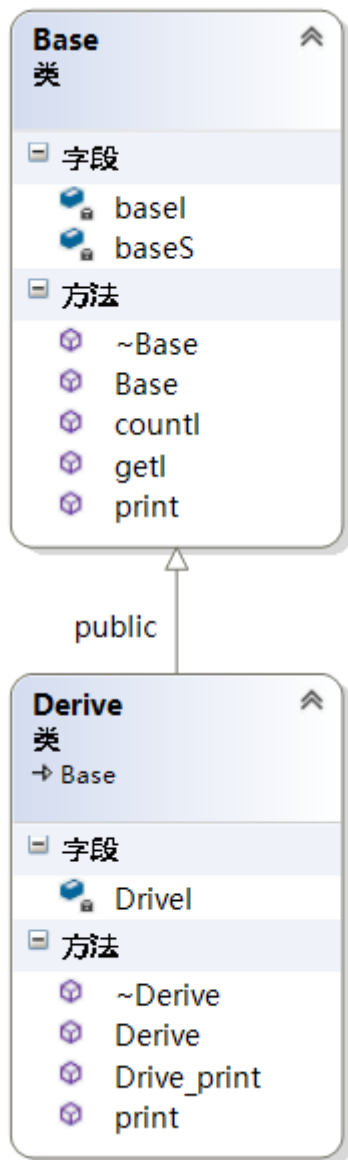 Base
类
字段
baseI
baseS
方法
~Base
Base
countI
getI
print
public
Derive
类
Base
字段
DriveI
方法
~Derive
Derive
Drive_print
print